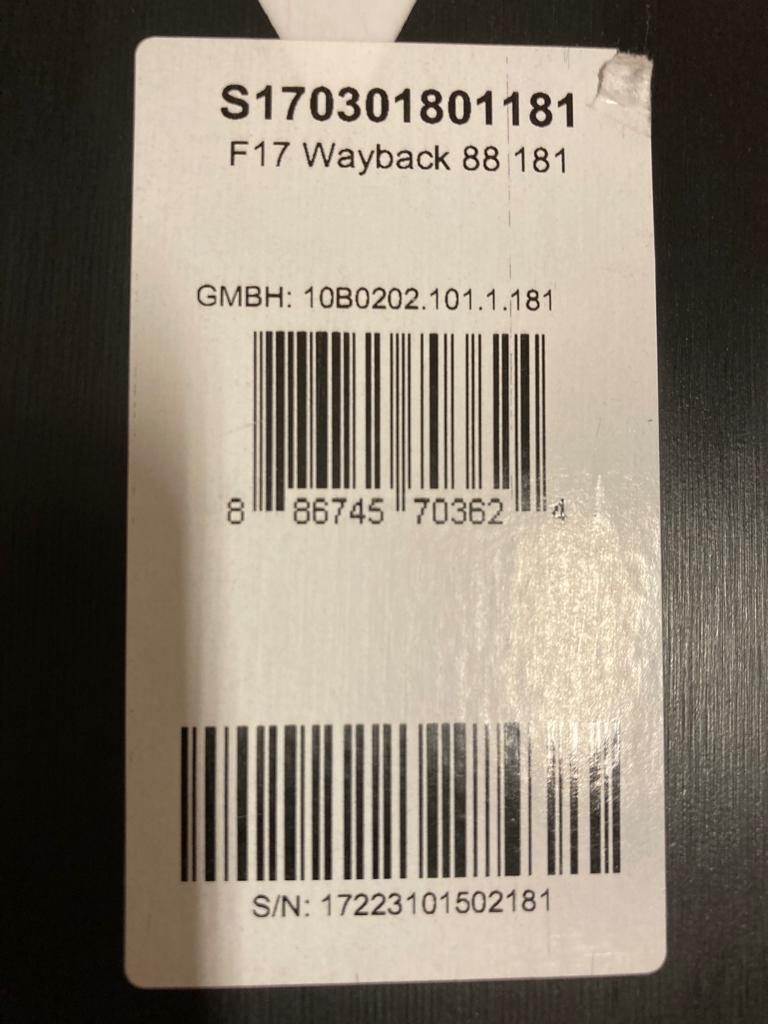 S170301801181
F17 Wayback 88 181
GMBH: 10B0202.101.1.181
8 86745 70362 4
S/N: 17223101502181